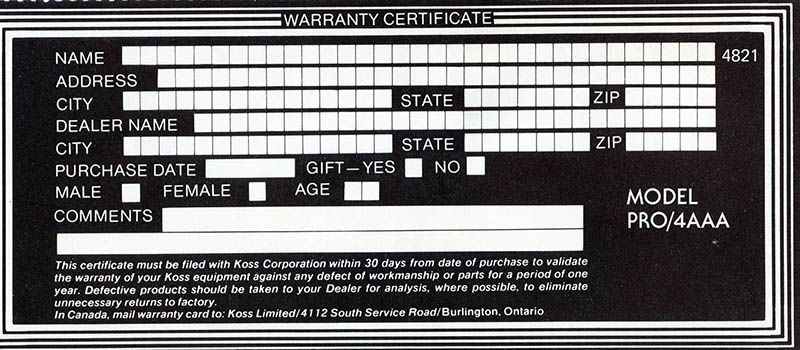 WARRANTY CERTIFICATE
NAME 4821
ADDRESS
CITY STATE ZIP
DEALER NAME
CITY STATE ZIP
PURCHASE DATE GIFT—YES NO
MALE FEMALE AGE
COMMENTS
MODEL
PRO/4AAA
This certificate must be filed with Koss Corporation within 30 days from date of purchase to validate
the warranty of your Koss equipment against any defect of workmanship or parts for a period of one
year. Defective products should be taken to your Dealer for analysis, where possible, to eliminate
unnecessary returns to factory.
In Canada, mail warranty card to: Koss Limited/4112 South Service Road/Burlington, Ontario